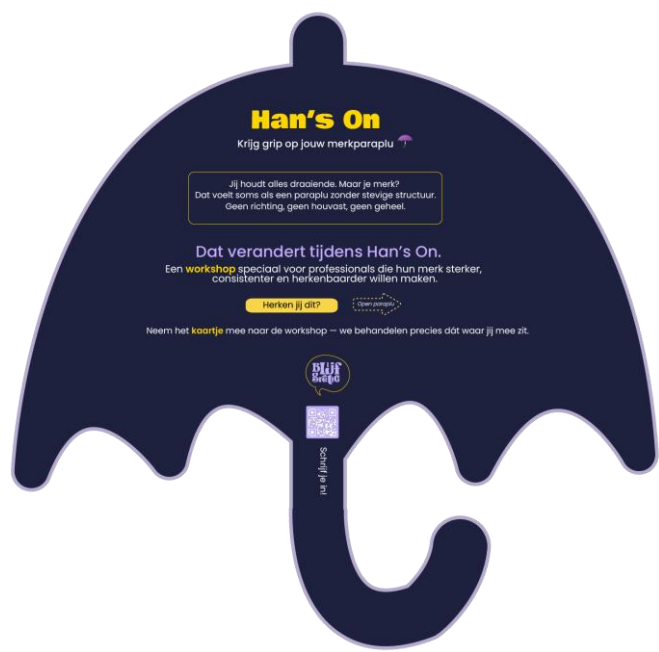 Han's On
Krijg grip op jouw merkparaplu
Jij houdt alles draaiende. Maar je merk?
Dat voelt soms als een paraplu zonder stevige structuur.
Geen richting, geen houvast, geen geheel.
Dat verandert tijdens Han's On.
Een workshop speciaal voor professionals die hun merk sterker,
consistenter en herkenbaarder willen maken.
Herken jij dit?
Open paraplu
Neem het kaartje mee naar de workshop — we behandelen precies dát waar jij mee zit.
Blijf
Schrijf je in!